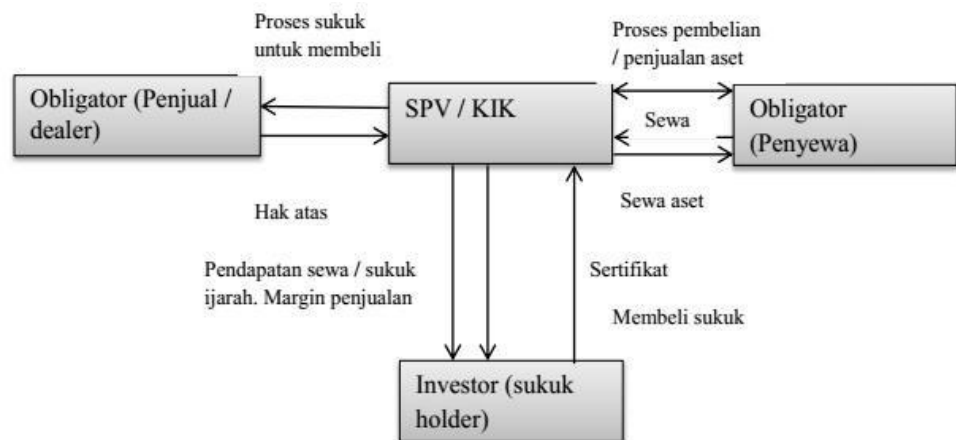 Proses sukuk
untuk membeli
Proses pembelian
/ penjualan aset
Obligator (Penjual /
dealer)
SPV / KIK
Sewa
Obligator
(Penyewa)
Hak atas
Sewa aset
Pendapatan sewa / sukuk
ijarah. Margin penjualan
Sertifikat
Membeli sukuk
Investor (sukuk
holder)